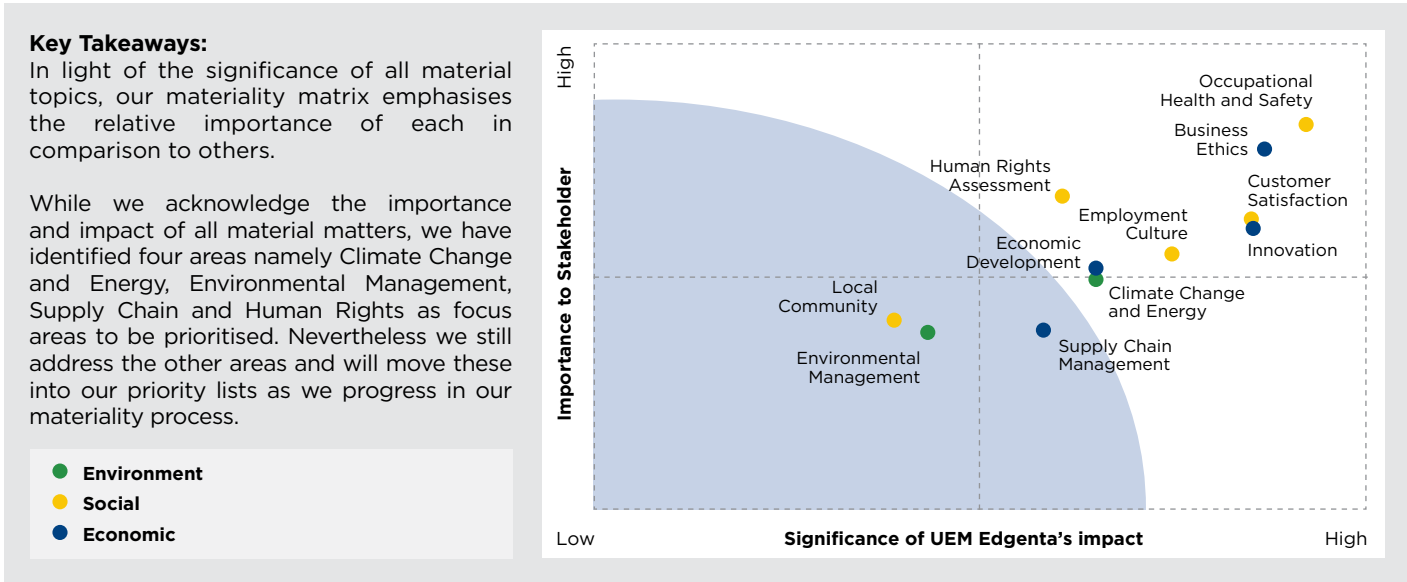 Key Takeaways:
In light of the significance of all material
topics, our materiality matrix emphasises
the relative importance of each in
comparison to others.
While we acknowledge the importance
and impact of all material matters, we have
identified four areas namely Climate Change
and Energy, Environmental Management,
Supply Chain and Human Rights as focus
areas to be prioritised. Nevertheless we still
address the other areas and will move these
into our priority lists as we progress in our
materiality process.
Environment
Social
Economic
High
Importance to Stakeholder
Occupational
Health and Safety
Business
Ethics
Human Rights
Assessment
Customer
Satisfaction
Employment
Culture
Innovation
Economic
Development
Climate Change
and Energy
Local
Community
Environmental
Management
Supply Chain
Management
Low
Significance of UEM Edgenta's impact
High